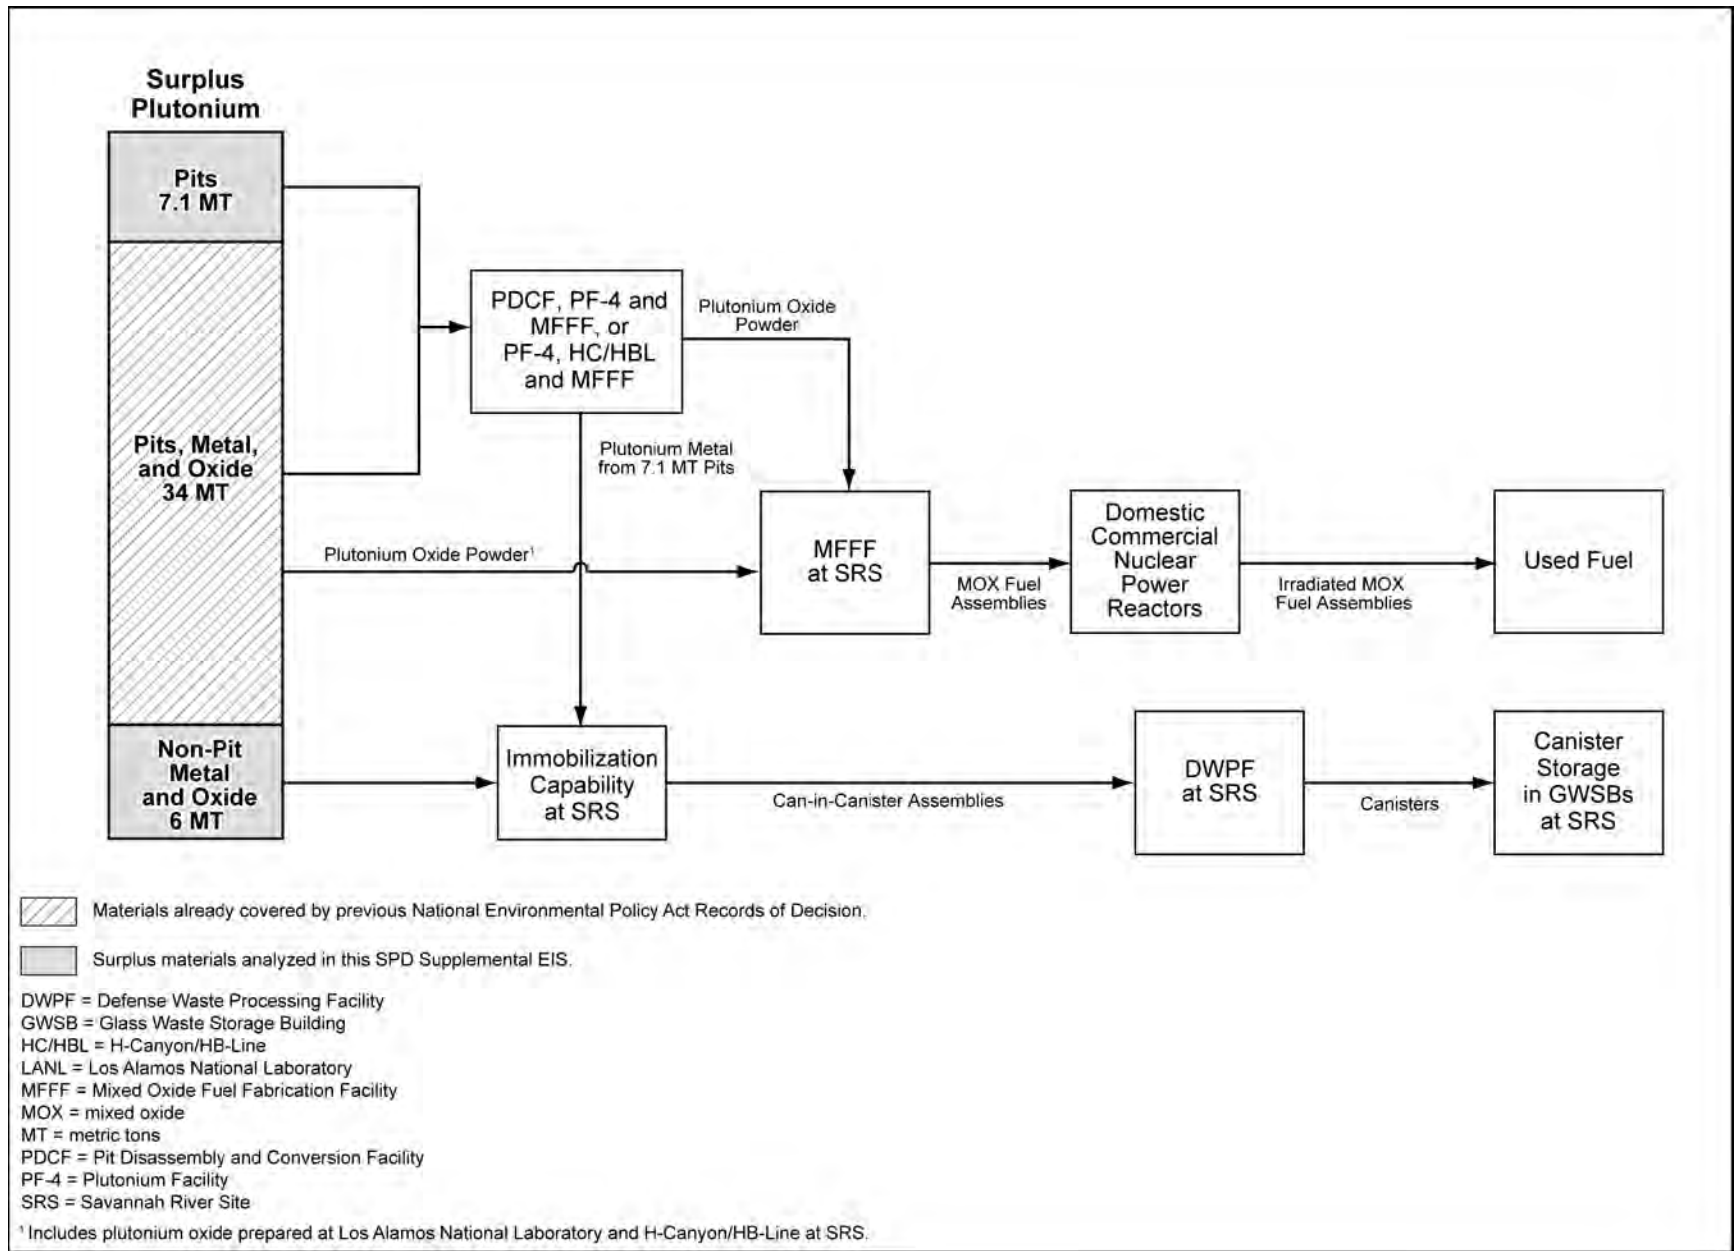 Surplus
Plutonium
Pits
7.1 MT
PDCF, PF-4 and
MFFF, or
PF-4, HC/HBL
and MFFF
Plutonium Oxide
Powder
Pits, Metal,
and Oxide
34 MT
Plutonium Metal
from 7.1 MT Pits
Plutonium Oxide Powder¹
MFFF
at SRS
MOX Fuel
Assemblies
Domestic
Commercial
Nuclear
Power
Reactors
Irradiated MOX
Fuel Assemblies
Used Fuel
Non-Pit
Metal
and Oxide
6 MT
Immobilization
Capability
at SRS
Can-in-Canister Assemblies
DWPF
at SRS
Canisters
Canister
Storage
in GWSBs
at SRS
Materials already covered by previous National Environmental Policy Act Records of Decision.
Surplus materials analyzed in this SPD Supplemental EIS.
DWPF = Defense Waste Processing Facility
GWSB = Glass Waste Storage Building
HC/HBL = H-Canyon/HB-Line
LANL = Los Alamos National Laboratory
MFFF = Mixed Oxide Fuel Fabrication Facility
MOX = mixed oxide
MT = metric tons
PDCF = Pit Disassembly and Conversion Facility
PF-4 = Plutonium Facility
SRS = Savannah River Site
¹ Includes plutonium oxide prepared at Los Alamos National Laboratory and H-Canyon/HB-Line at SRS.